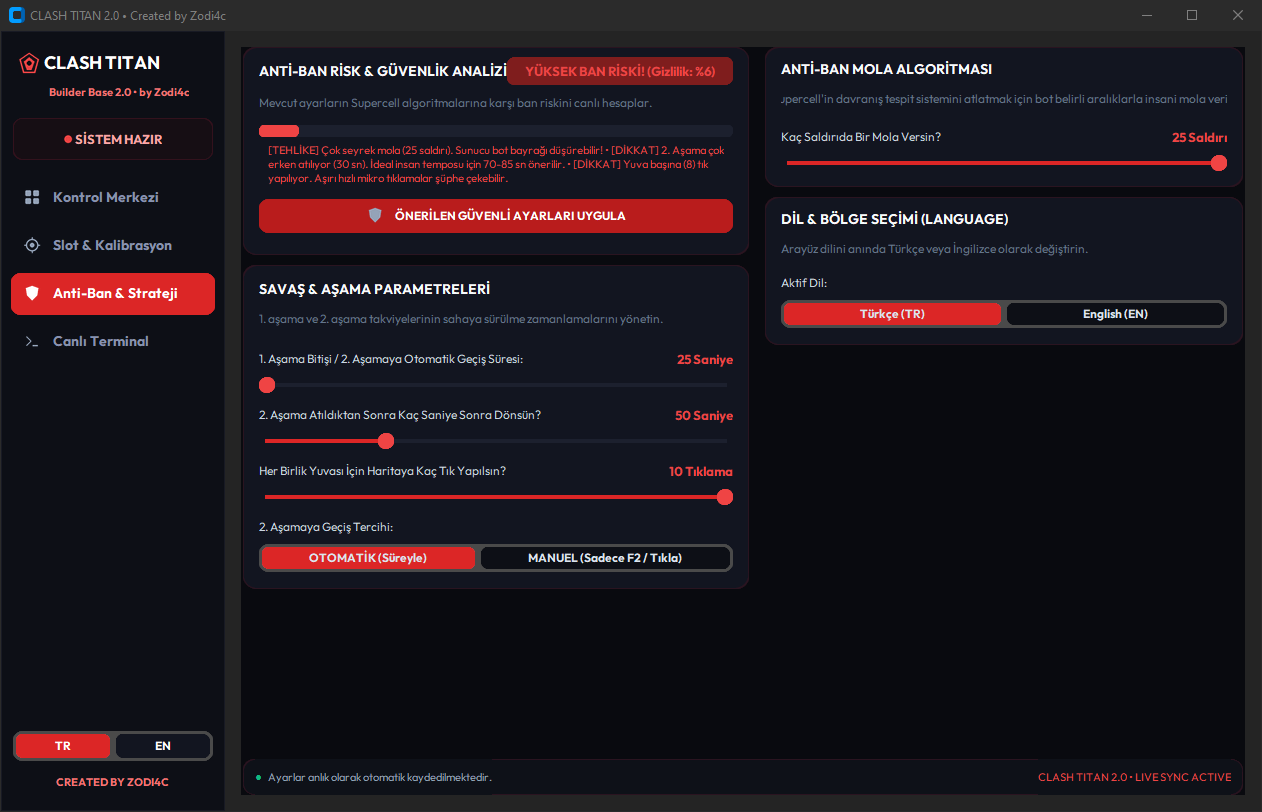 CLASH TITAN 2.0 • Created by Zodi4c
CLASH TITAN
Builder Base 2.0 • by Zodi4c
SİSTEM HAZIR
Kontrol Merkezi
Slot & Kalibrasyon
Anti-Ban & Strateji
Canlı Terminal
TR
EN
CREATED BY ZODI4C
ANTİ-BAN RİSK & GÜVENLİK ANALİZİ
YÜKSEK BAN RİSKİ! (Gizlilik: %6)
Mevcut ayarların Supercell algoritmalarına karşı ban riskini canlı hesaplar.
[TEHLİKE] Çok seyrek mola (25 saldırı). Sunucu bot bayrağı düşürebilir! • [DİKKAT] 2. Aşama çok
erken atılıyor (30 sn). İdeal insan temposu için 70-85 sn önerilir. • [DİKKAT] Yuva başına (8) tık
yapılıyor. Aşırı hızlı mikro tıklamalar şüphe çekebilir.
ÖNERİLEN GÜVENLİ AYARLARI UYGULA
SAVAŞ & AŞAMA PARAMETRELERİ
1. aşama ve 2. aşama takviyelerinin sahaya sürülme zamanlamalarını yönetin.
1. Aşama Bitişi / 2. Aşamaya Otomatik Geçiş Süresi:
25 Saniye
2. Aşama Atıldıktan Sonra Kaç Saniye Sonra Dönsün?
50 Saniye
Her Birlik Yuvası İçin Haritaya Kaç Tık Yapılsın?
10 Tıklama
2. Aşamaya Geçiş Tercihi:
OTOMATİK (Süreyle)
MANUEL (Sadece F2 / Tıkla)
ANTİ-BAN MOLA ALGORİTMASI
upercell'in davranış tespit sistemini atlatmak için bot belirli aralıklarla insani mola veri
Kaç Saldırıda Bir Mola Versin?
25 Saldırı
DİL & BÖLGE SEÇİMİ (LANGUAGE)
Arayüz dilini anında Türkçe veya İngilizce olarak değiştirin.
Aktif Dil:
Türkçe (TR)
English (EN)
Ayarlar anlık olarak otomatik kaydedilmektedir.
CLASH TITAN 2.0 • LIVE SYNC ACTIVE